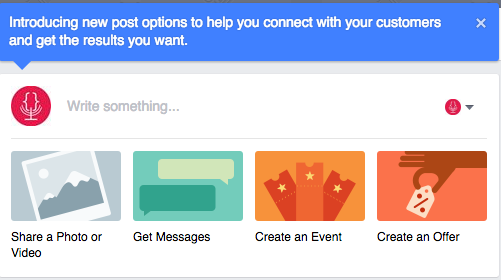 Introducing new post options to help you connect with your customers
and get the results you want.
Write something...
Share a Photo or
Video
Get Messages
Create an Event
Create an Offer